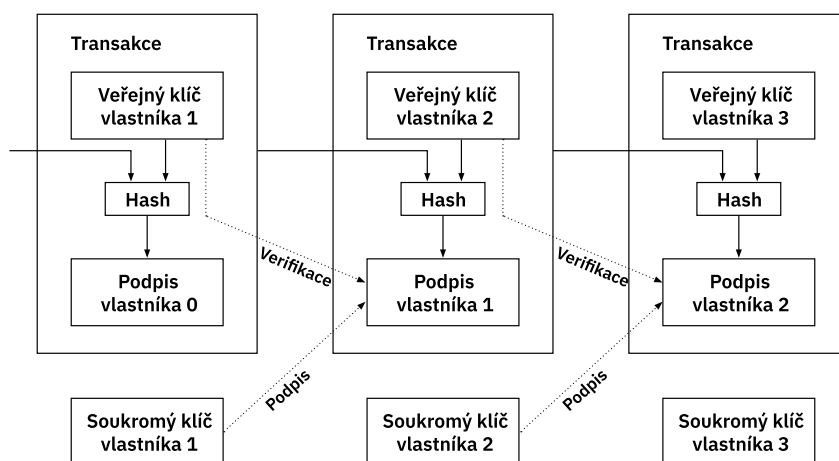 Transakce
Veřejný klíč
vlastníka 1
Hash
Podpis
vlastníka 0
Transakce
Veřejný klíč
vlastníka 2
Hash
Verifikace
Podpis
vlastníka 1
Transakce
Veřejný klíč
vlastníka 3
Hash
Verifikace
Podpis
vlastníka 2
Soukromý klíč
vlastníka 1
Podpis
Soukromý klíč
vlastníka 2
Podpis
Soukromý klíč
vlastníka 3